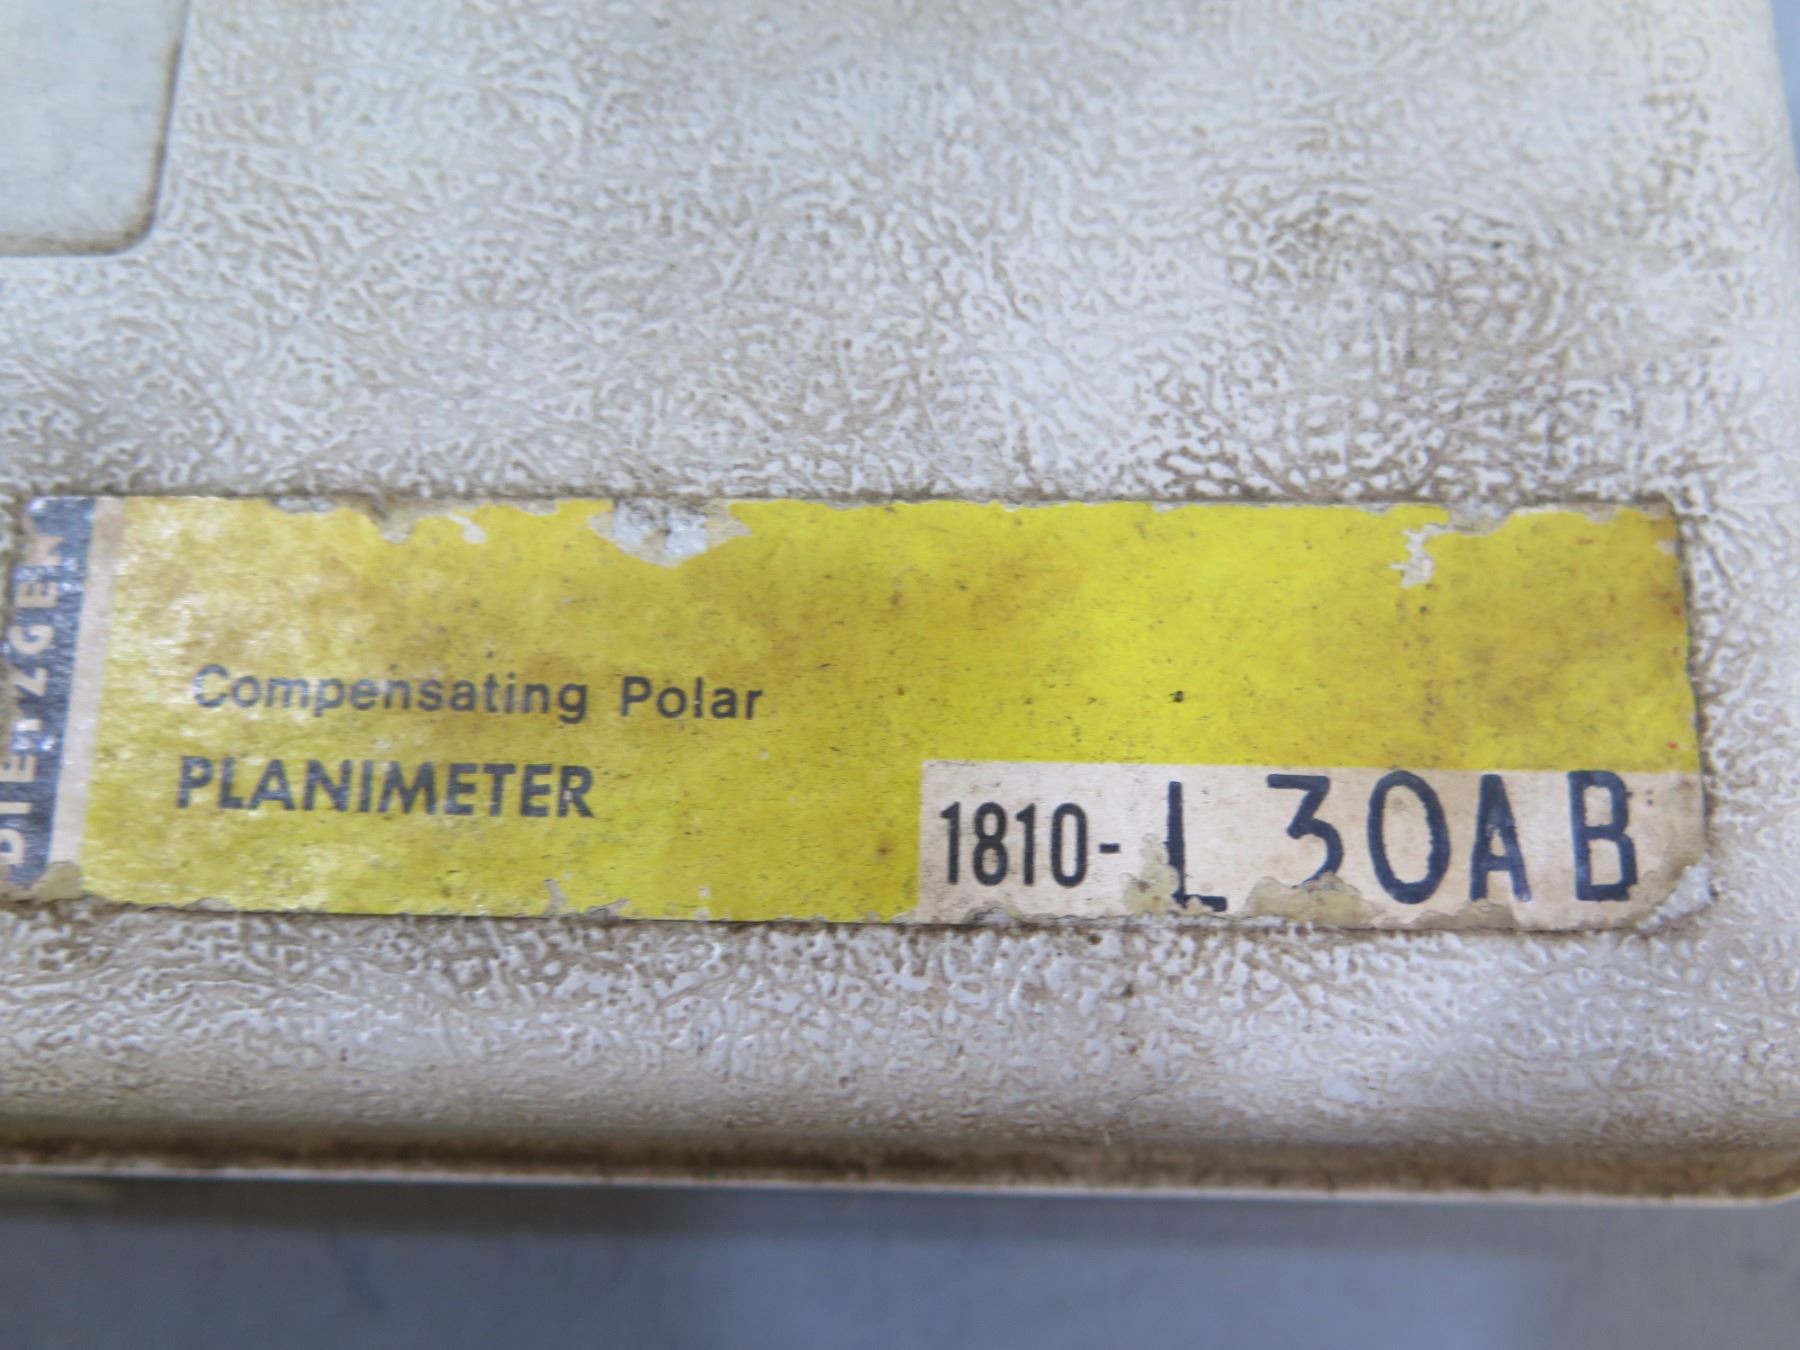 DIETZGEN
Compensating Polar
PLANIMETER
1810-L 30AB